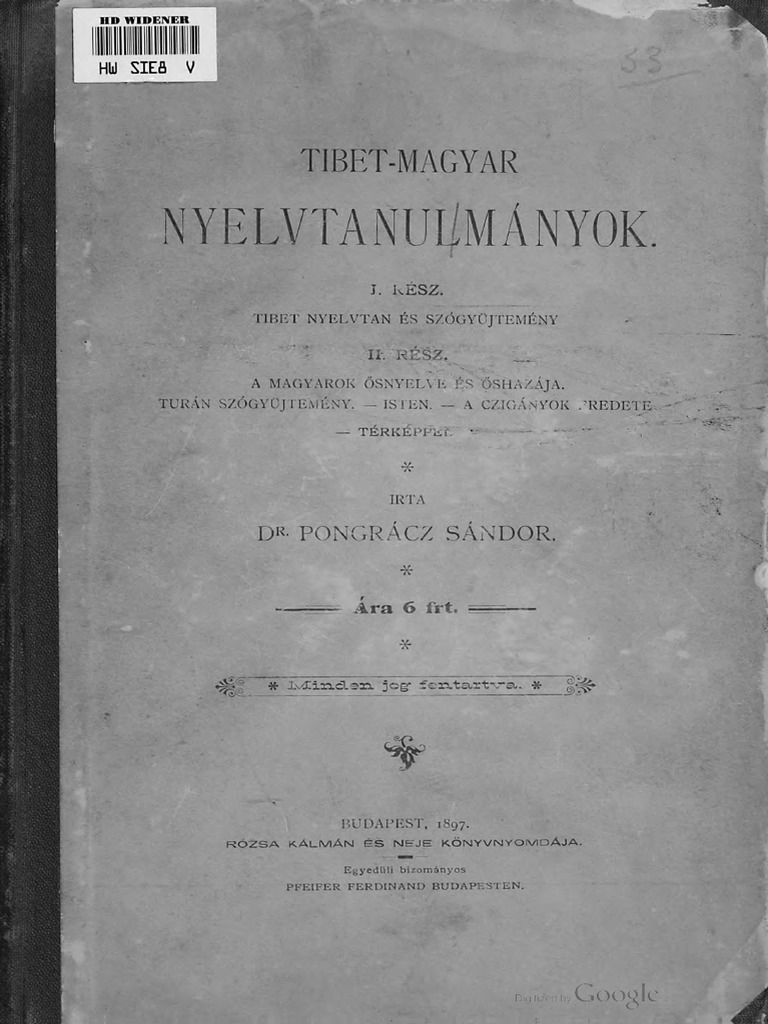 HD WIDENER
HW SIE8 V
53
TIBET-MAGYAR
NYELVTANULMÁNYOK.
I. RÉSZ.
TIBET NYELVTAN ÉS SZÓGYŰJTEMÉNY
II. RÉSZ.
A MAGYAROK ŐSNYELVE ÉS ŐSHAZÁJA.
TURÁN SZÓGYŰJTEMÉNY. — ISTEN. — A CZIGÁNYOK EREDETE
— TÉRKÉPPEL
*
IRTA
DR. PONGRÁCZ SÁNDOR.
*
Ára 6 frt.
*
* Minden jog fentartva. *
BUDAPEST, 1897.
RÓZSA KÁLMÁN ÉS NEJE KÖNYVNYOMDÁJA.
Egyedüli bizományos
PFEIFER FERDINAND BUDAPESTEN.
Digitized by Google